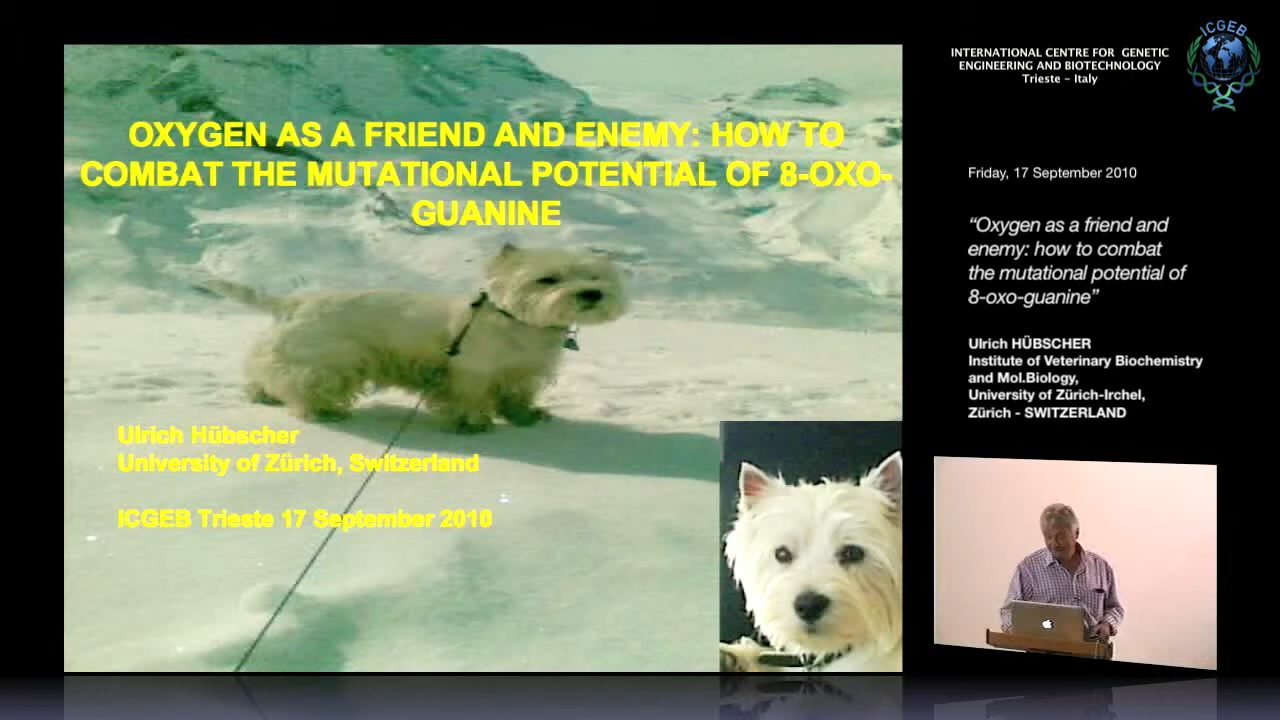 OXYGEN AS A FRIEND AND ENEMY: HOW TO
COMBAT THE MUTATIONAL POTENTIAL OF 8-OXO-
GUANINE
Ulrich Hübscher
University of Zürich, Switzerland
ICGEB Trieste 17 September 2010
INTERNATIONAL CENTRE FOR GENETIC
ENGINEERING AND BIOTECHNOLOGY
Trieste - Italy
ICGEB
Friday, 17 September 2010
“Oxygen as a friend and
enemy: how to combat
the mutational potential of
8-oxo-guanine”
Ulrich HÜBSCHER
Institute of Veterinary Biochemistry
and Mol.Biology,
University of Zürich-Irchel,
Zürich - SWITZERLAND